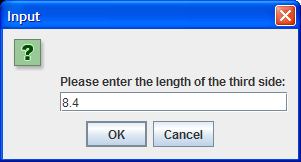 Input
?
Please enter the length of the third side:
8.4
OK
Cancel